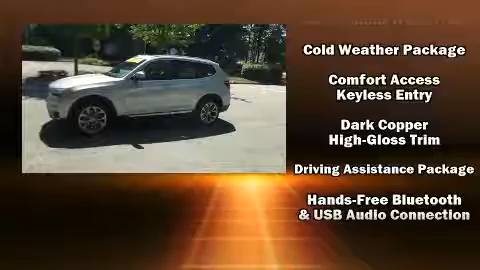 Cold Weather Package
Comfort Access
Keyless Entry
Dark Copper
High-Gloss Trim
Driving Assistance Package
Hands-Free Bluetooth
& USB Audio Connection